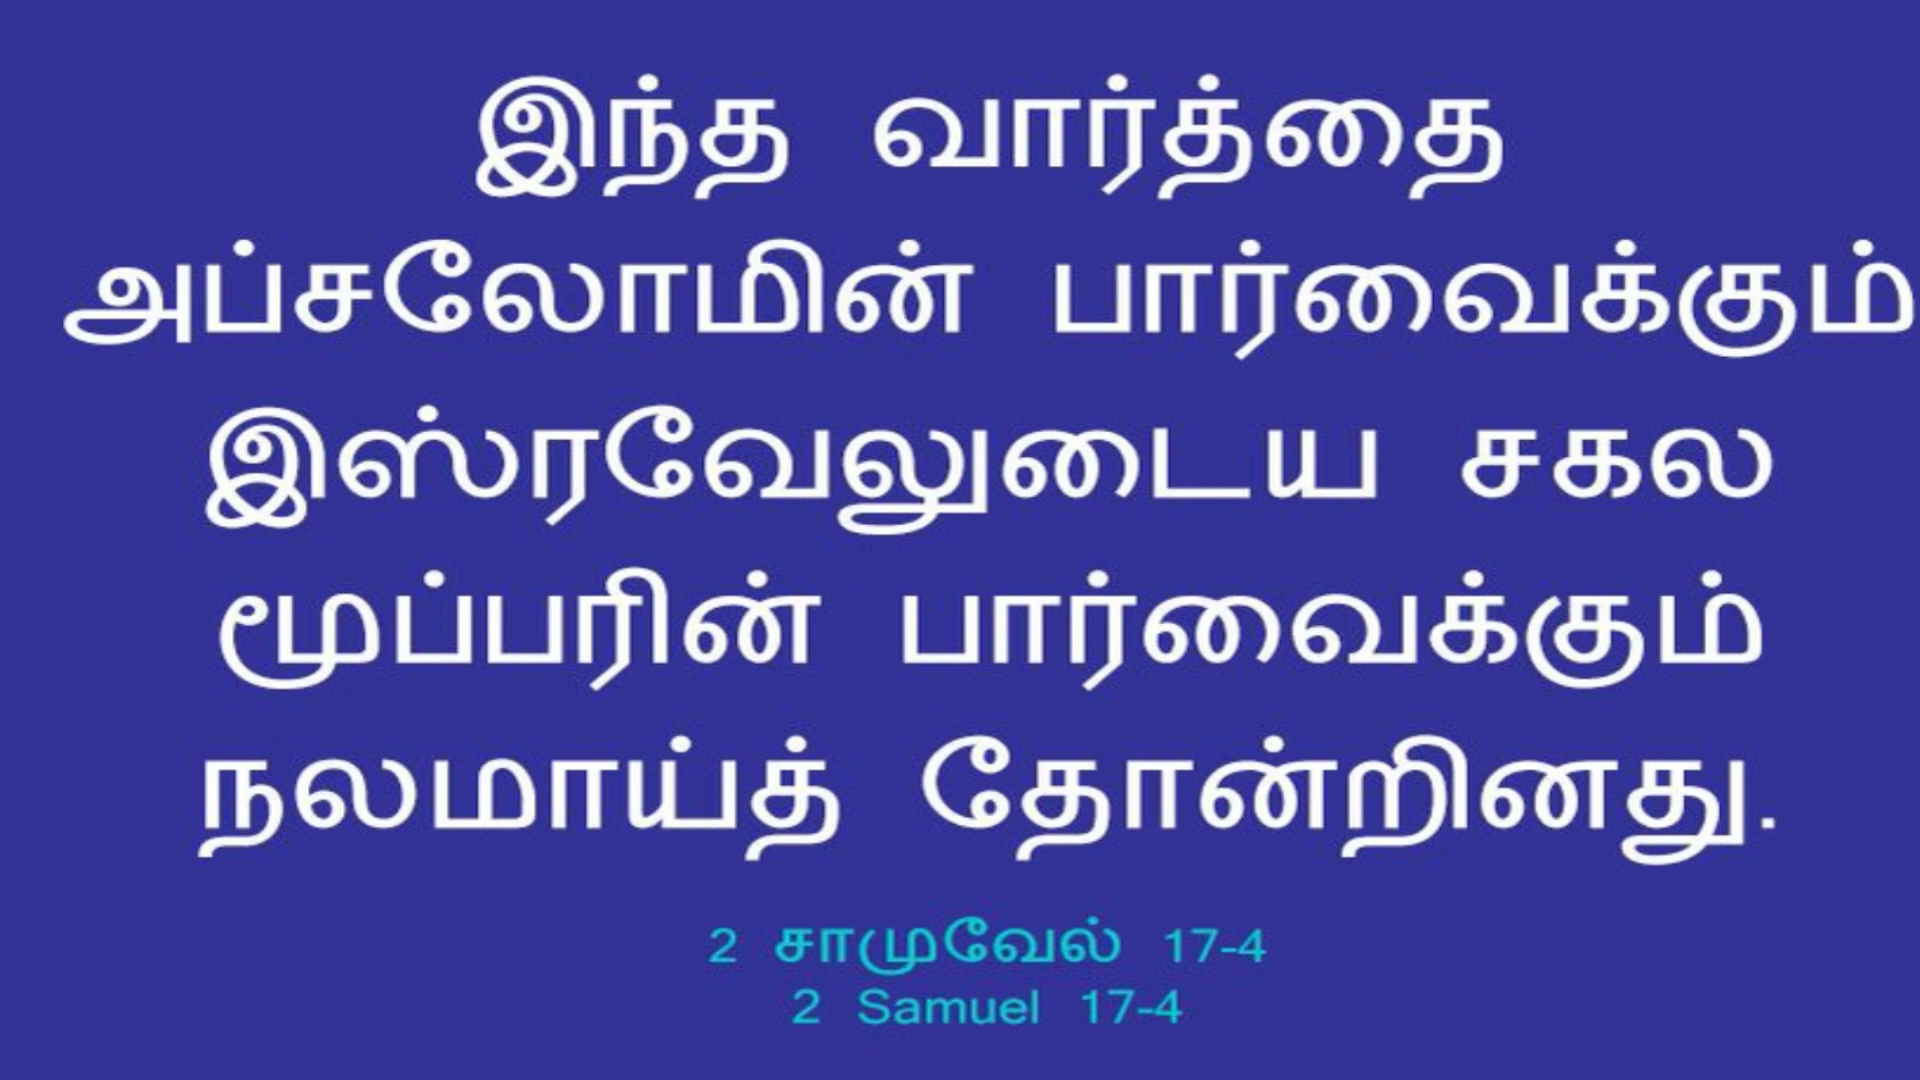 இந்த வார்த்தை
அப்சலோமின் பார்வைக்கும்
இஸ்ரவேலுடைய சகல
மூப்பரின் பார்வைக்கும்
நலமாய்த் தோன்றினது.
2 சாமுவேல் 17-4
2 Samuel 17-4